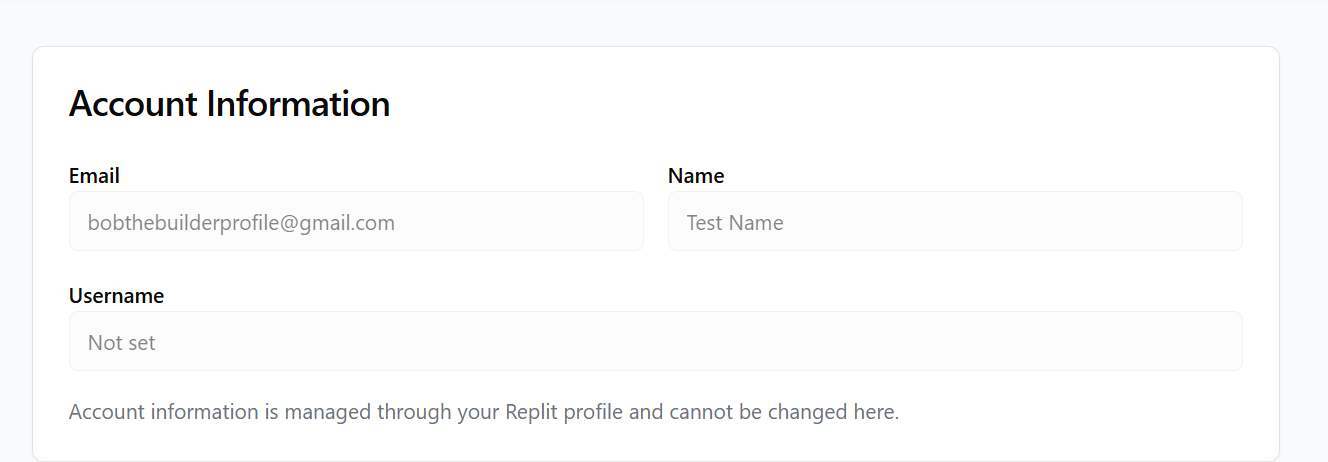 Account Information
Email
Name
bobthebuilderprofile@gmail.com
Test Name
Username
Not set
Account information is managed through your Replit profile and cannot be changed here.